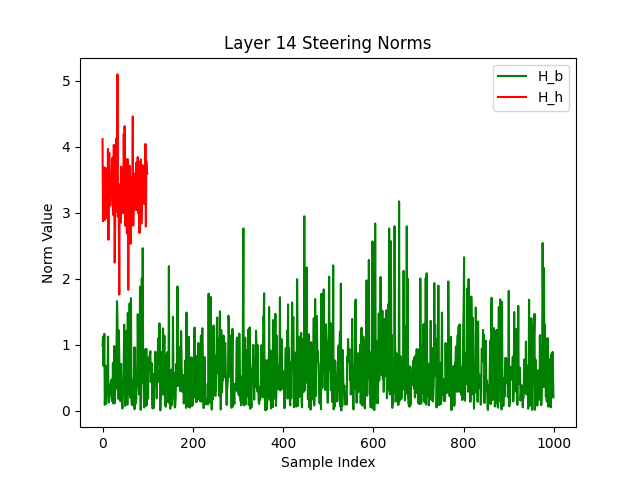 Layer 14 Steering Norms
H_b
H_h
Norm Value
5
4
3
2
1
0
0 200 400 600 800 1000
Sample Index